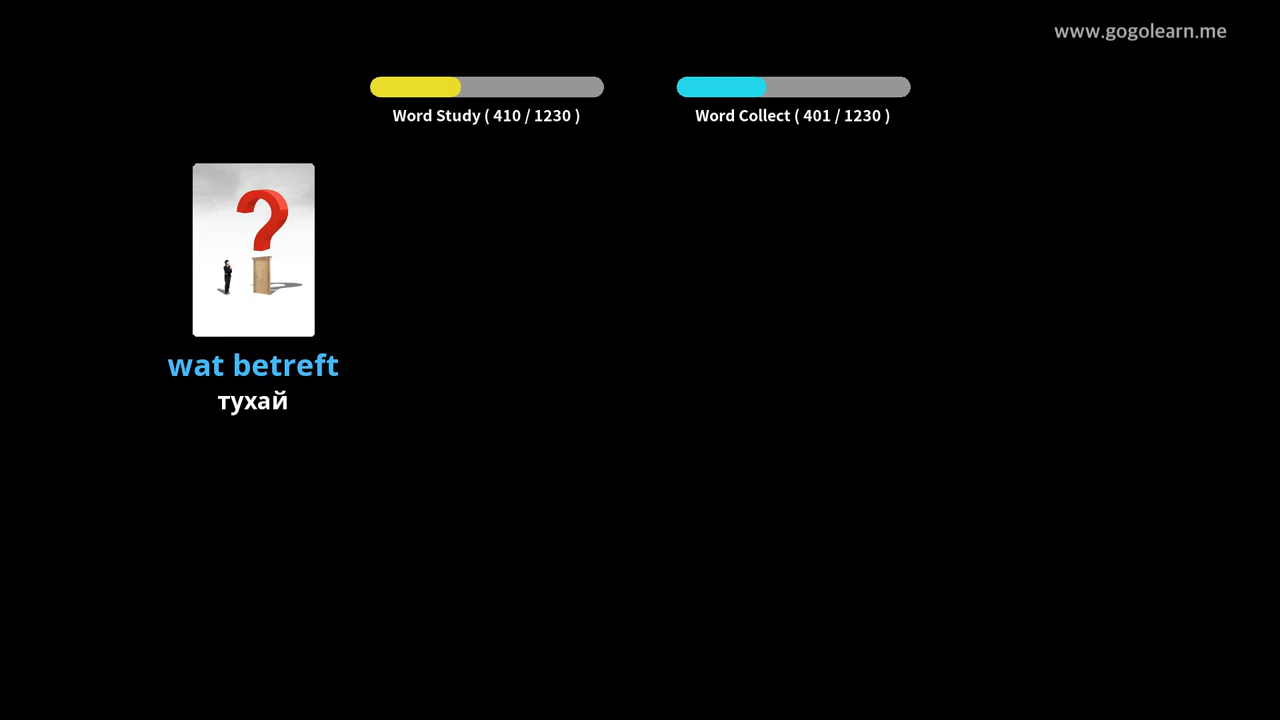 www.gogolearn.me
Word Study ( 410 / 1230 )
Word Collect ( 401 / 1230 )
wat betreft
тухай